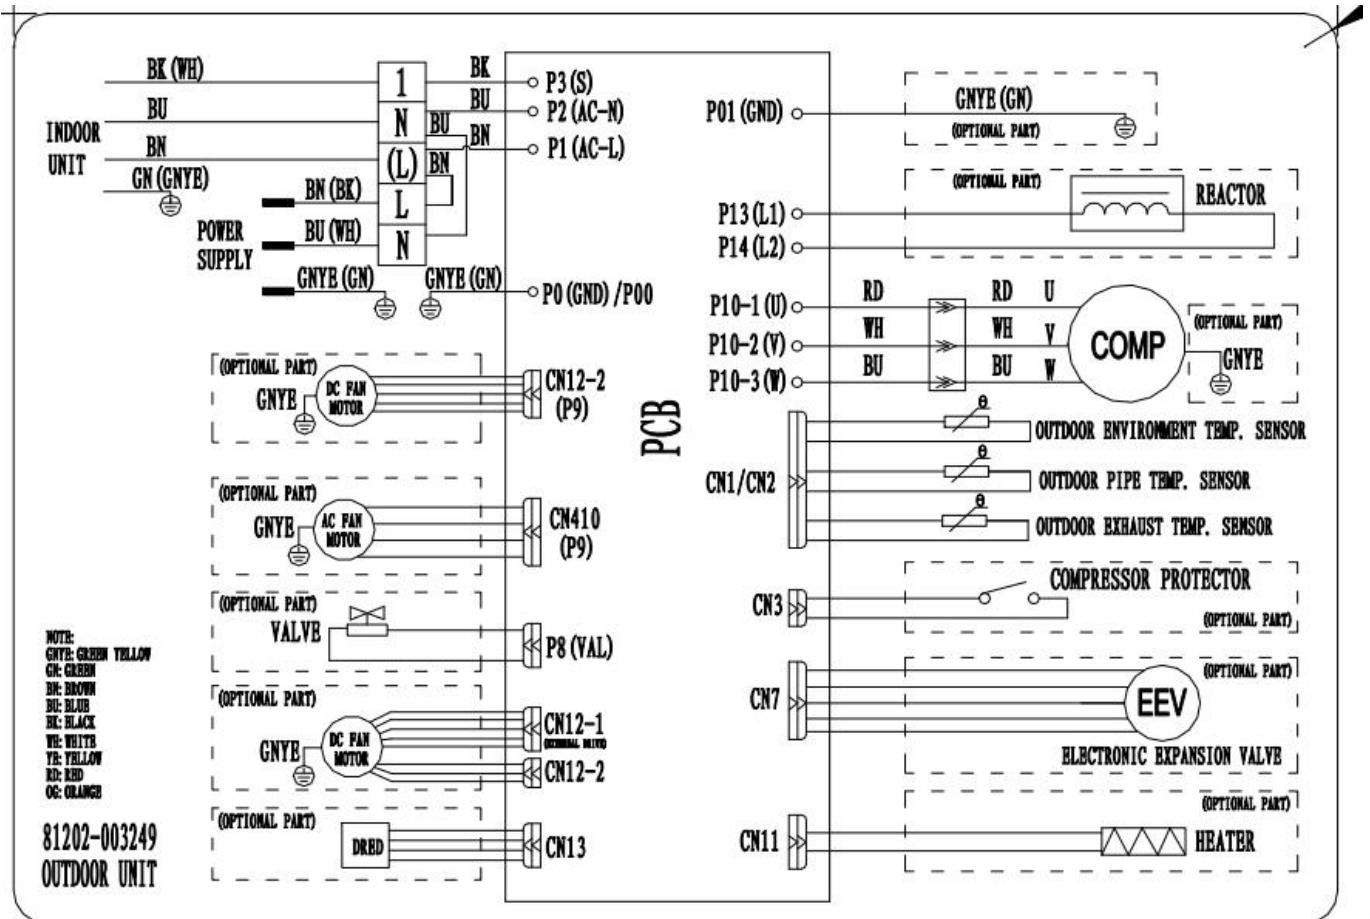 BK (WH)
1
BK
P3 (S)
BU
N
BU
P2 (AC-N)
BU
INDOOR
UNIT
BN
(L)
BN
BN
P1 (AC-L)
GN (GNYE)
BN (BK)
L
POWER
SUPPLY
BU (WH)
N
GNYE (GN)
GNYE (GN)
P0 (GND) /P00
(OPTIONAL PART)
GNYE
DC FAN
MOTOR
CN12-2
(P9)
(OPTIONAL PART)
GNYE
AC FAN
MOTOR
CN410
(P9)
(OPTIONAL PART)
VALVE
P8 (VAL)
(OPTIONAL PART)
GNYE
DC FAN
MOTOR
CN12-1
(EXTERNAL DRIVE)
CN12-2
(OPTIONAL PART)
DRED
CN13
NOTE:
GNYE: GREEN YELLOW
GN: GREEN
BN: BROWN
BU: BLUE
BK: BLACK
WH: WHITE
YE: YELLOW
RD: RED
OG: ORANGE
81202-003249
OUTDOOR UNIT
PCB
P01 (GND)
GNYE (GN)
(OPTIONAL PART)
(OPTIONAL PART)
REACTOR
P13 (L1)
P14 (L2)
P10-1 (U)
RD
RD
U
P10-2 (V)
WH
WH
V
P10-3 (W)
BU
BU
W
COMP
(OPTIONAL PART)
GNYE
CN1/CN2
θ
OUTDOOR ENVIRONMENT TEMP. SENSOR
θ
OUTDOOR PIPE TEMP. SENSOR
θ
OUTDOOR EXHAUST TEMP. SENSOR
CN3
COMPRESSOR PROTECTOR
(OPTIONAL PART)
CN7
(OPTIONAL PART)
EEV
ELECTRONIC EXPANSION VALVE
(OPTIONAL PART)
CN11
HEATER